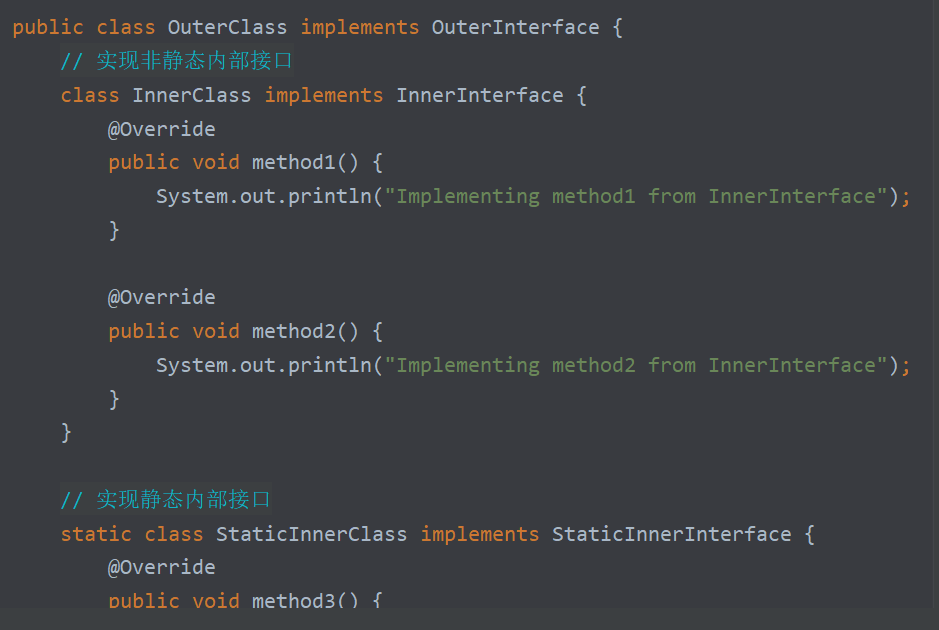 public class OuterClass implements OuterInterface {
    // 实现非静态内部接口
    class InnerClass implements InnerInterface {
        @Override
        public void method1() {
            System.out.println("Implementing method1 from InnerInterface");
        }

        @Override
        public void method2() {
            System.out.println("Implementing method2 from InnerInterface");
        }
    }

    // 实现静态内部接口
    static class StaticInnerClass implements StaticInnerInterface {
        @Override
        public void method3() {